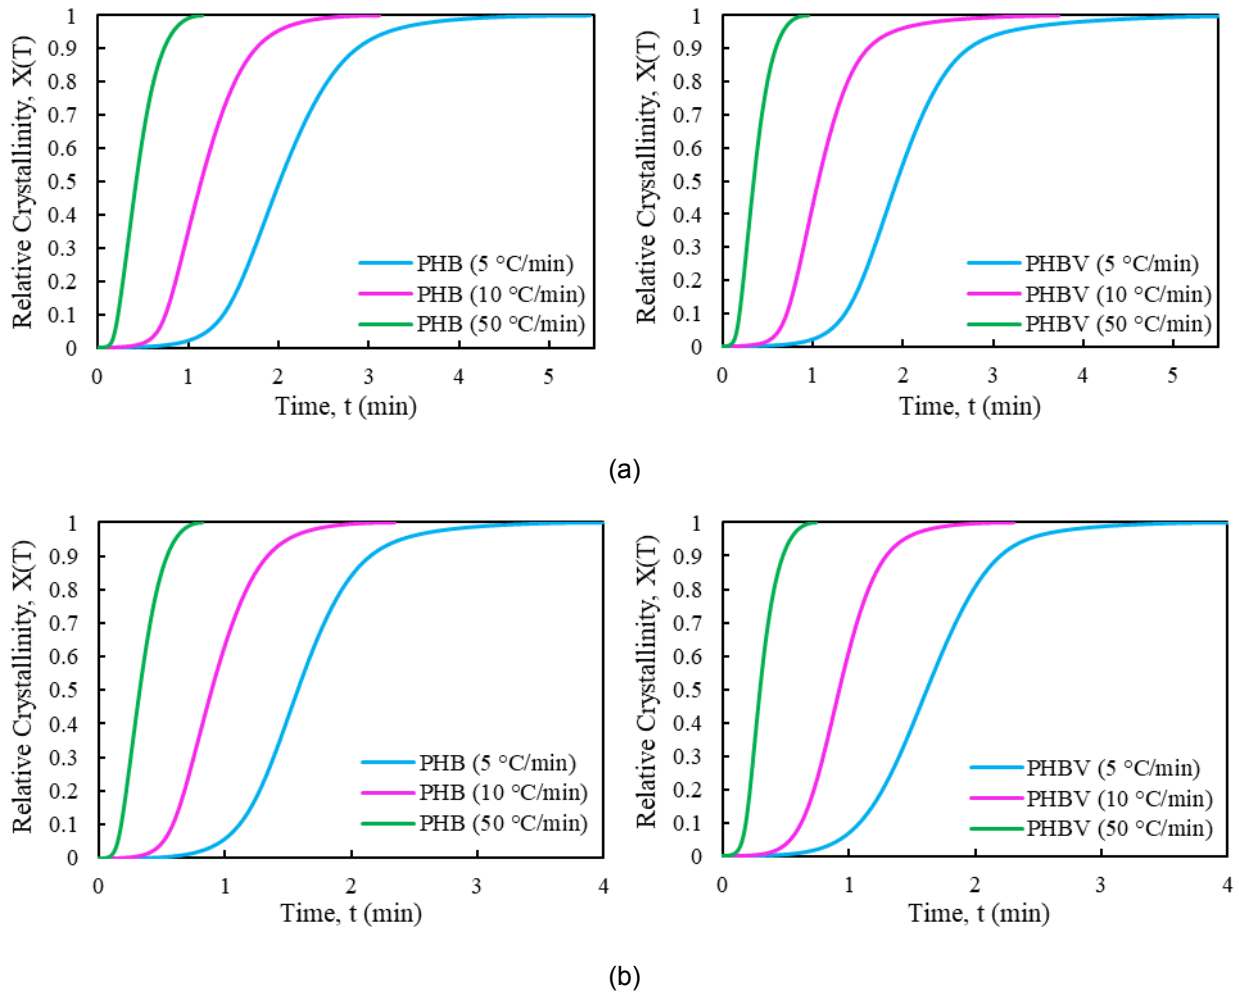 Relative Crystallinity, X(T)
1
0.9
0.8
0.7
0.6
0.5
0.4
0.3
0.2
0.1
0
PHB (5 °C/min)
PHB (10 °C/min)
PHB (50 °C/min)
0 1 2 3 4 5
Time, t (min)
Relative Crystallinity, X(T)
1
0.9
0.8
0.7
0.6
0.5
0.4
0.3
0.2
0.1
0
PHBV (5 °C/min)
PHBV (10 °C/min)
PHBV (50 °C/min)
0 1 2 3 4 5
Time, t (min)
(a)
Relative Crystallinity, X(T)
1
0.9
0.8
0.7
0.6
0.5
0.4
0.3
0.2
0.1
0
PHB (5 °C/min)
PHB (10 °C/min)
PHB (50 °C/min)
0 1 2 3 4
Time, t (min)
Relative Crystallinity, X(T)
1
0.9
0.8
0.7
0.6
0.5
0.4
0.3
0.2
0.1
0
PHBV (5 °C/min)
PHBV (10 °C/min)
PHBV (50 °C/min)
0 1 2 3 4
Time, t (min)
(b)